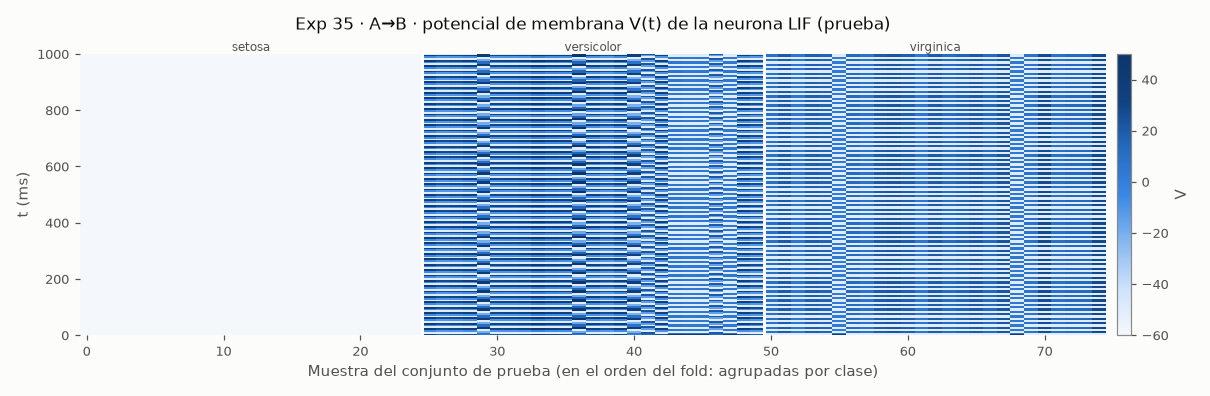 Exp 35 · A→B · potencial de membrana V(t) de la neurona LIF (prueba)
setosa
versicolor
virginica
1000
800
600
400
200
0
t (ms)
0
10
20
30
40
50
60
70
Muestra del conjunto de prueba (en el orden del fold: agrupadas por clase)
40
20
0
−20
−40
−60
V